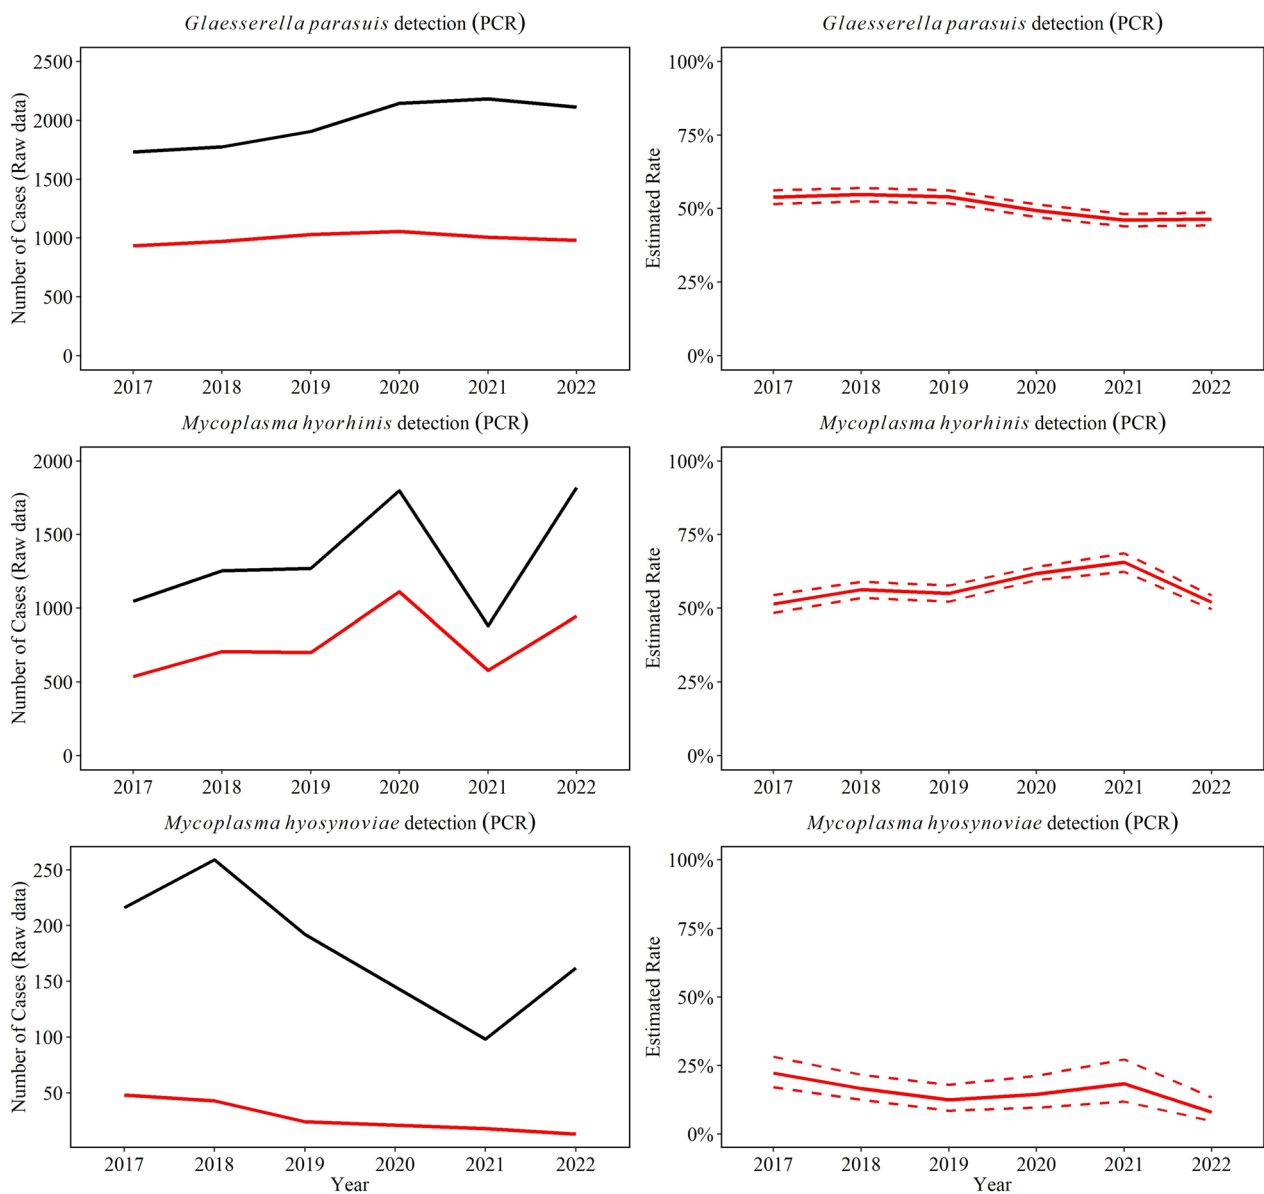 Glaesserella parasuis detection (PCR)
Number of Cases (Raw data)
2500
2000
1500
1000
500
0
2017 2018 2019 2020 2021 2022
Glaesserella parasuis detection (PCR)
Estimated Rate
100%
75%
50%
25%
0%
2017 2018 2019 2020 2021 2022
Mycoplasma hyorhinis detection (PCR)
Number of Cases (Raw data)
2000
1500
1000
500
0
2017 2018 2019 2020 2021 2022
Mycoplasma hyorhinis detection (PCR)
Estimated Rate
100%
75%
50%
25%
0%
2017 2018 2019 2020 2021 2022
Mycoplasma hyosynoviae detection (PCR)
Number of Cases (Raw data)
250
200
150
100
50
2017 2018 2019 2020 2021 2022
Year
Mycoplasma hyosynoviae detection (PCR)
Estimated Rate
100%
75%
50%
25%
0%
2017 2018 2019 2020 2021 2022
Year